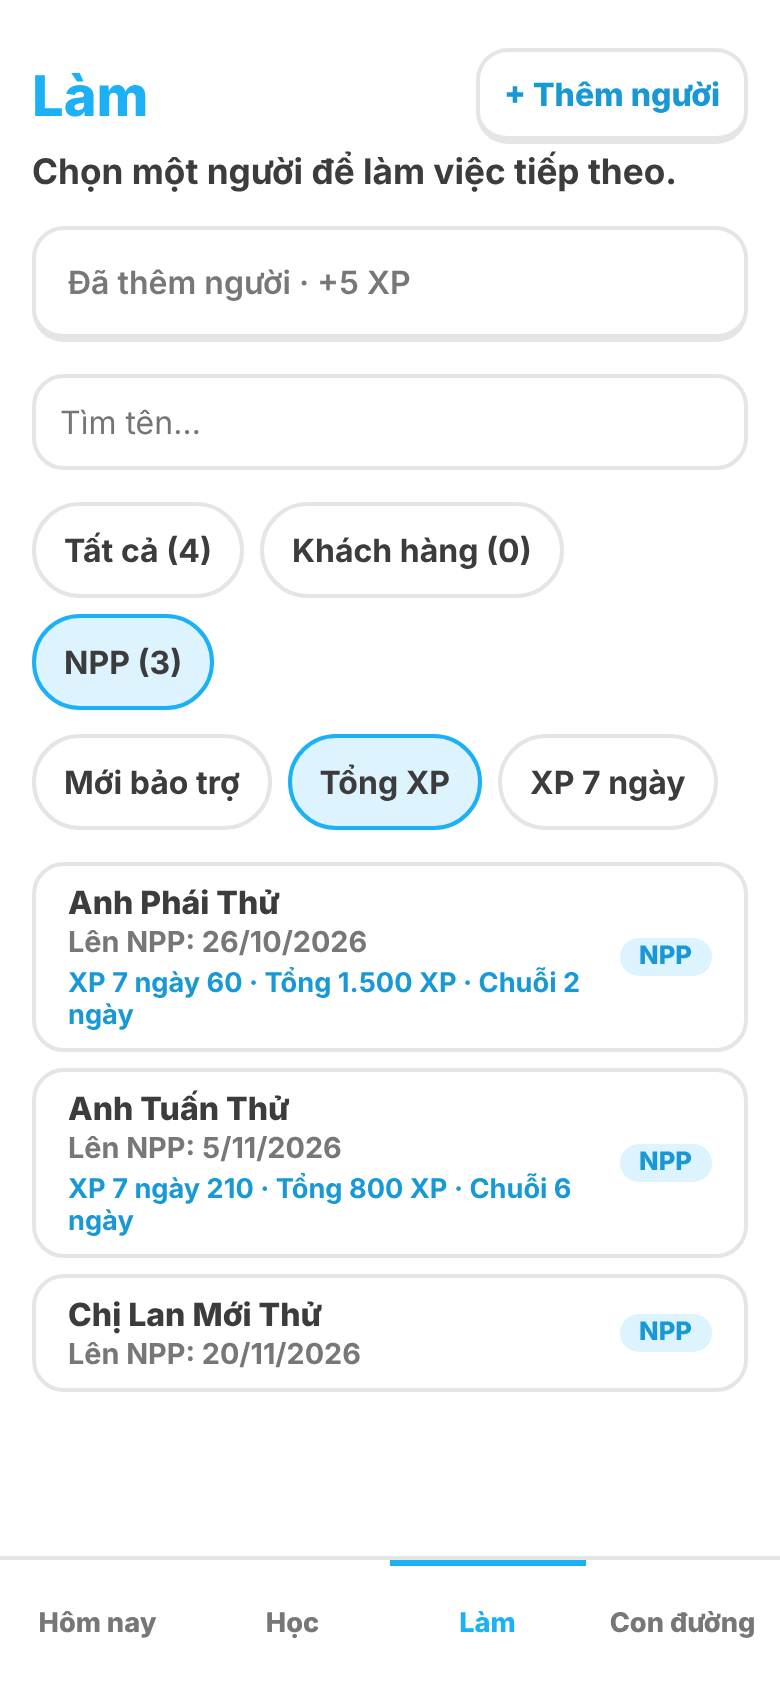 Làm
+ Thêm người
Chọn một người để làm việc tiếp theo.
Đã thêm người · +5 XP
Tìm tên...
Tất cả (4)
Khách hàng (0)
NPP (3)
Mới bảo trợ
Tổng XP
XP 7 ngày
Anh Phái Thử
Lên NPP: 26/10/2026
XP 7 ngày 60 · Tổng 1.500 XP · Chuỗi 2
ngày
NPP
Anh Tuấn Thử
Lên NPP: 5/11/2026
XP 7 ngày 210 · Tổng 800 XP · Chuỗi 6
ngày
NPP
Chị Lan Mới Thử
Lên NPP: 20/11/2026
NPP
Hôm nay
Học
Làm
Con đường